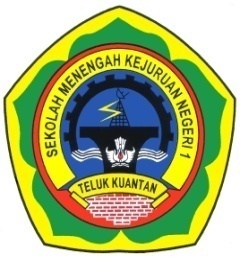 SEKOLAH MENENGAH KEJURUAN NEGERI 1
TELUK KUANTAN